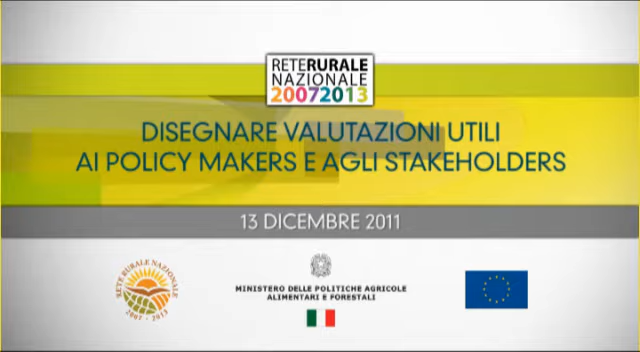 RETERURALE
NAZIONALE
20072013
DISEGNARE VALUTAZIONI UTILI
AI POLICY MAKERS E AGLI STAKEHOLDERS
13 DICEMBRE 2011
RETE RURALE NAZIONALE
2007 - 2013
MINISTERO DELLE POLITICHE AGRICOLE
ALIMENTARI E FORESTALI